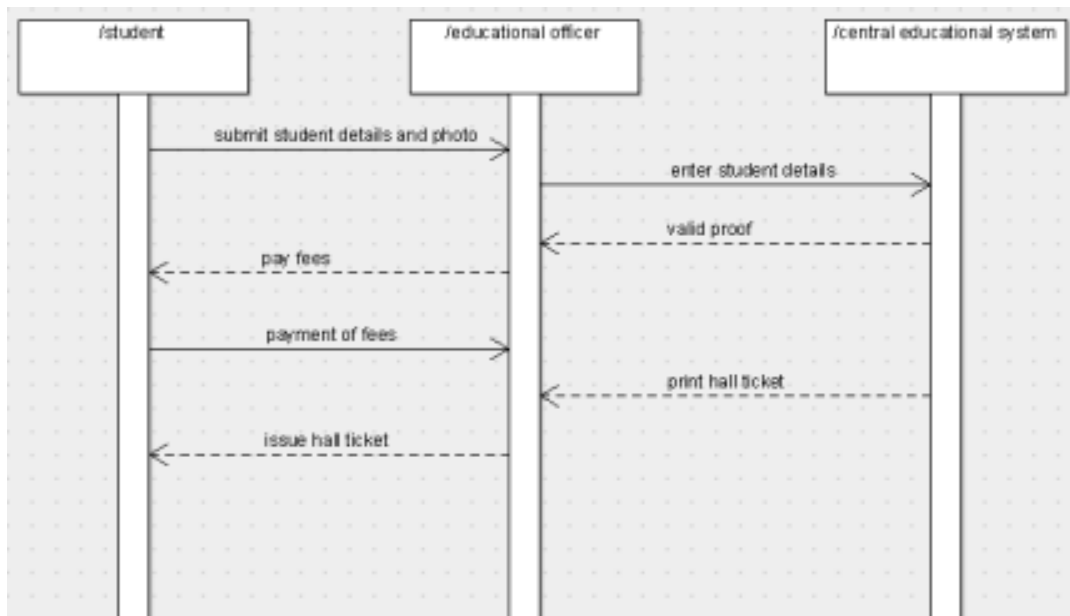 /student
/educational officer
/central educational system
submit student details and photo
enter student details
valid proof
pay fees
payment of fees
print hall ticket
issue hall ticket